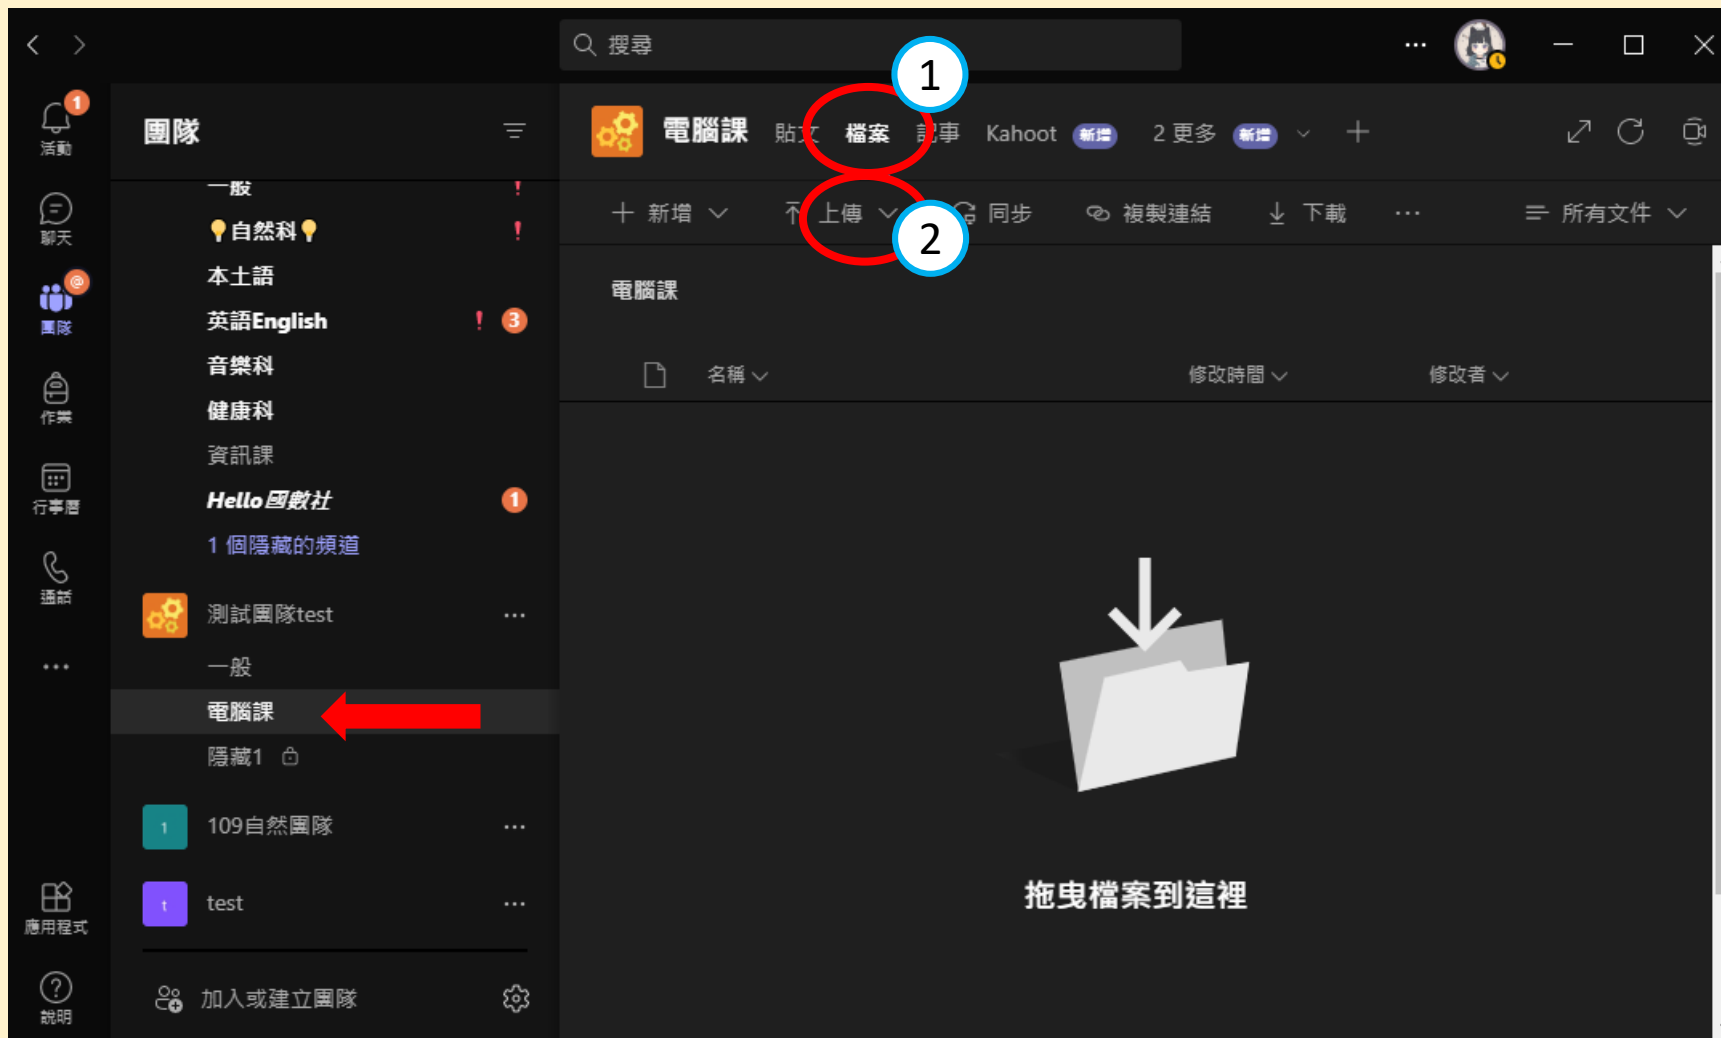 搜尋
1
活動
1
聊天
團隊
@
作業
行事曆
通話
應用程式
說明
團隊
一般
自然科
本土語
英語English
3
音樂科
健康科
資訊課
Hello國數社
1
1 個隱藏的頻道
測試團隊test
一般
電腦課
隱藏1
1
109自然團隊
t
test
加入或建立團隊
電腦課 貼文 檔案 記事 Kahoot 新增 2 更多 新增
新增 上傳 2 同步 複製連結 下載 所有文件
電腦課
名稱 修改時間 修改者
拖曳檔案到這裡